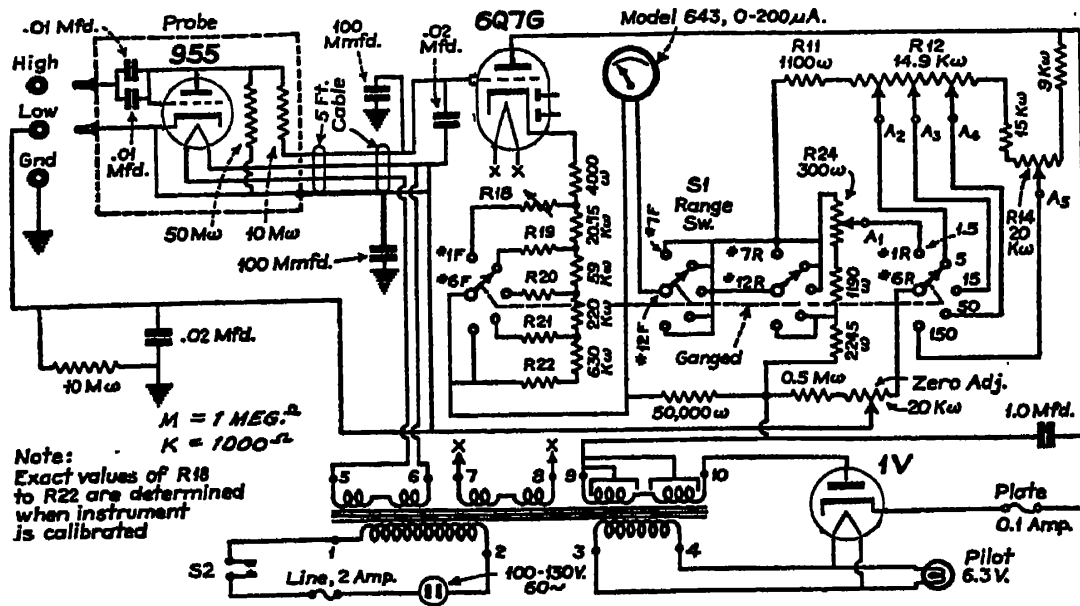 Probe
.01 Mfd.
955
High
Low
Gnd
.01
Mfd.
50 Mω
10 Mω
5 Ft.
Cable
100
Mmfd.
.02
Mfd.
100 Mmfd.
6Q7G
X X
Model 643, 0-200μA.
R11
1100ω
R12
14.9 Kω
9 Kω
15 Kω
A2
A3
A4
R14
20
Kω
A5
R24
300ω
A1
1190
ω
2245
ω
4000
ω
20.75
Kω
59
Kω
220
Kω
630
Kω
R18
R19
R20
R21
R22
#1F
#6F
S1
Range
Sw.
#7F
#12F
#7R
#12R
#1R
#6R
1.5
5
15
50
150
Ganged
50,000ω
0.5 Mω
Zero Adj.
20 Kω
1.0 Mfd.
.02 Mfd.
10 Mω
M = 1 MEG.Ω
K = 1000Ω
Note:
Exact values of R18
to R22 are determined
when instrument
is calibrated
5
6
X
7
X
8
9
10
1V
Plate
0.1 Amp.
1
2
3
4
S2
Line, 2 Amp.
100-130V.
60~
Pilot
6.3 V.